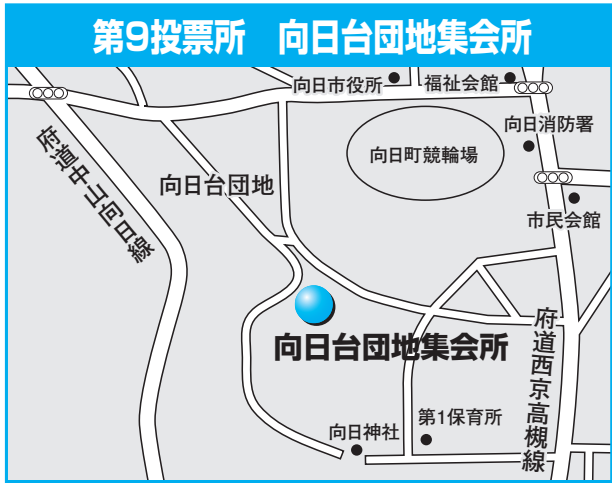 第9投票所　向日台団地集会所
向日市役所
福祉会館
向日消防署
向日町競輪場
府道中山向日線
向日台団地
市民会館
向日台団地集会所
府道西京高槻線
向日神社
第1保育所